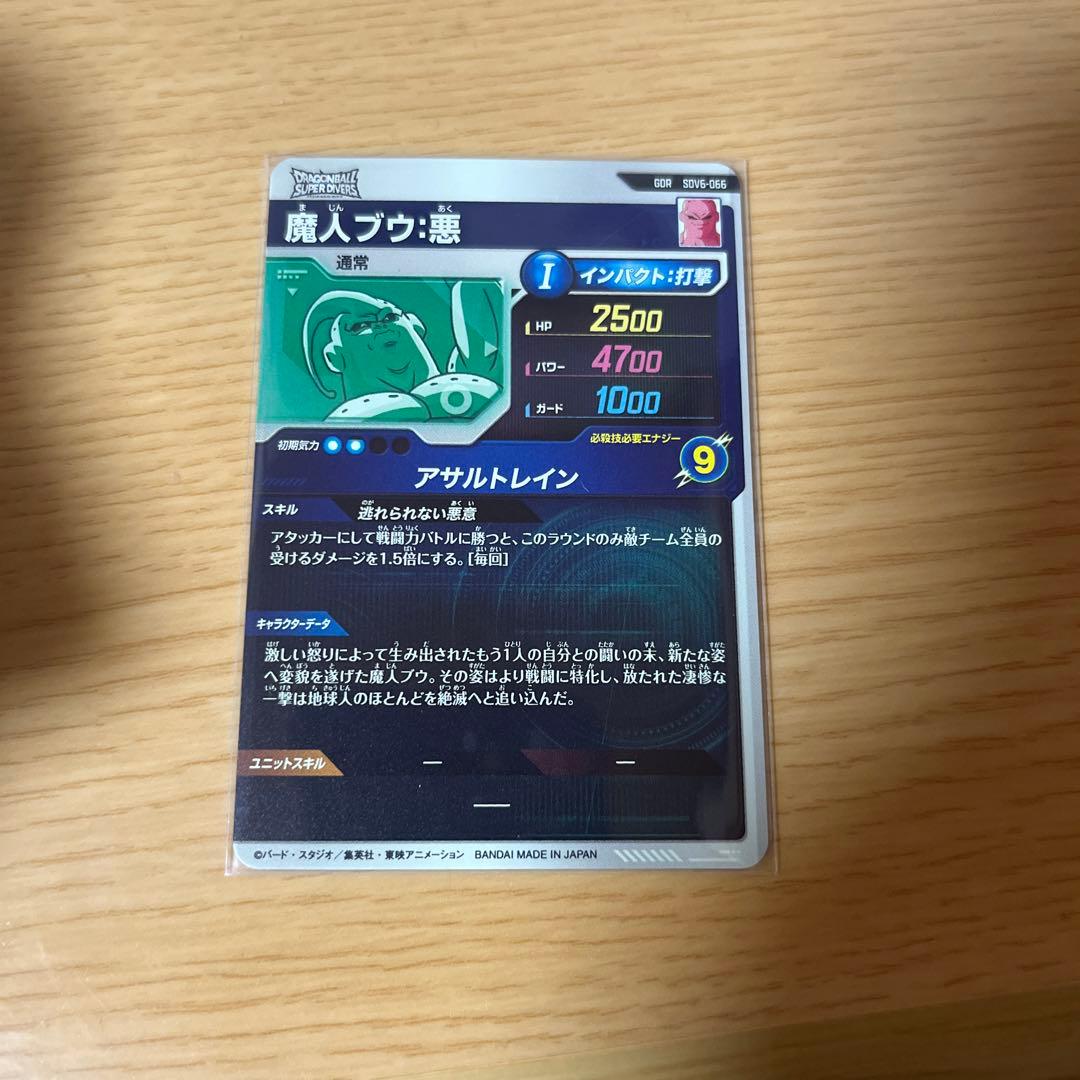 DRAGONBALL
SUPER DIVERS
GDR SDV6-066
ま じん あく
魔人ブウ:悪
通常
I インパクト:打撃
HP 2500
パワー 4700
ガード 1000
初期気力
必殺技必要エナジー
9
アサルトレイン
スキル 逃れられない悪意
アタッカーにして戦闘力バトルに勝つと、このラウンドのみ敵チーム全員の
受けるダメージを1.5倍にする。[毎回]
キャラクターデータ
激しい怒りによって生み出されたもう1人の自分との闘いの末、新たな姿
へ変貌を遂げた魔人ブウ。その姿はより戦闘に特化し、放たれた凄惨な
一撃は地球人のほとんどを絶滅へと追い込んだ。
ユニットスキル — —
—
©バード・スタジオ/集英社・東映アニメーション BANDAI MADE IN JAPAN